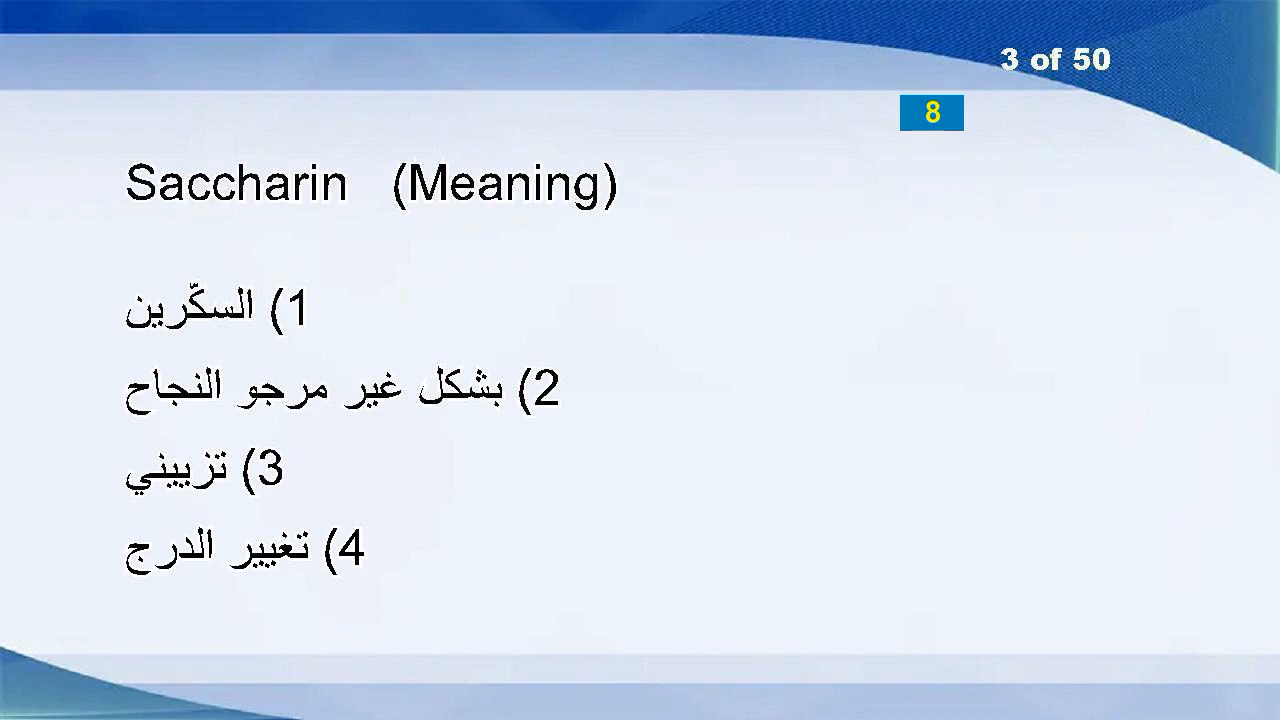 3 of 50
8
Saccharin (Meaning)
1) السكّرين
2) بشكل غير مرجو النجاح
3) تزييني
4) تغيير الدرج